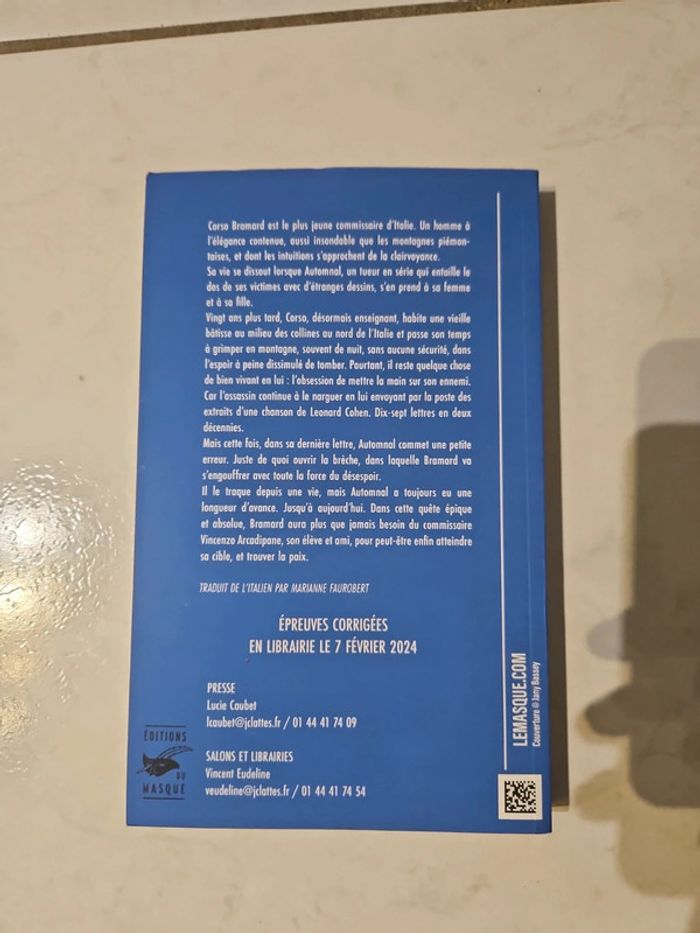 Corso Bramard est le plus jeune commissaire d'Italie. Un homme à
l'élégance contenue, aussi insondable que les montagnes piémon-
taises, et dont les intuitions s'approchent de la clairvoyance.
Sa vie se dissout lorsque Automnal, un tueur en série qui entaille le
dos de ses victimes avec d'étranges dessins, s'en prend à sa femme
et à sa fille.
Vingt ans plus tard, Corso, désormais enseignant, habite une vieille
bâtisse au milieu des collines au nord de l'Italie et passe son temps
à grimper en montagne, souvent de nuit, sans aucune sécurité, dans
l'espoir à peine dissimulé de tomber. Pourtant, il reste quelque chose
de bien vivant en lui : l'obsession de mettre la main sur son ennemi.
Car l'assassin continue à le narguer en lui envoyant par la poste des
extraits d'une chanson de Leonard Cohen. Dix-sept lettres en deux
décennies.
Mais cette fois, dans sa dernière lettre, Automnal commet une petite
erreur. Juste de quoi ouvrir la brèche, dans laquelle Bramard va
s'engouffrer avec toute la force du désespoir.
Il le traque depuis une vie, mais Automnal a toujours eu une
longueur d'avance. Jusqu'à aujourd'hui. Dans cette quête épique
et absolue, Bramard aura plus que jamais besoin du commissaire
Vincenzo Arcadipane, son élève et ami, pour peut-être enfin atteindre
sa cible, et trouver la paix.
TRADUIT DE L'ITALIEN PAR MARIANNE FAUROBERT
ÉPREUVES CORRIGÉES
EN LIBRAIRIE LE 7 FÉVRIER 2024
PRESSE
Lucie Caubet
lcaubet@jclattes.fr / 01 44 41 74 09
SALONS ET LIBRAIRIES
Vincent Eudeline
veudeline@jclattes.fr / 01 44 41 74 54
ÉDITIONS
DU
MASQUE
LEMASQUE.COM
Couverture © Jany Bassey